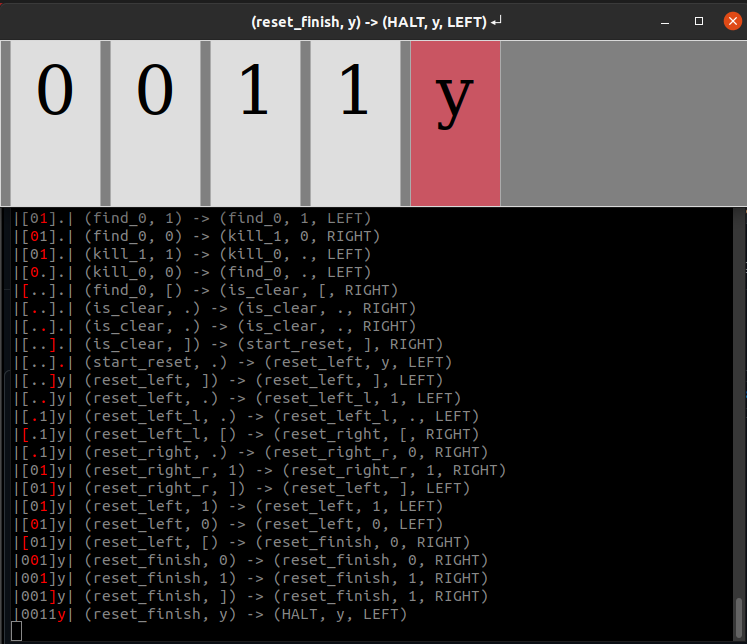 (reset_finish, y) -> (HALT, y, LEFT) ↵
0 0 1 1 y
|[01].| (find_0, 1) -> (find_0, 1, LEFT)
|[01].| (find_0, 0) -> (kill_1, 0, RIGHT)
|[01].| (kill_1, 1) -> (kill_0, ., LEFT)
|[0.].| (kill_0, 0) -> (find_0, ., LEFT)
|[..].| (find_0, [) -> (is_clear, [, RIGHT)
|[..].| (is_clear, .) -> (is_clear, ., RIGHT)
|[..].| (is_clear, .) -> (is_clear, ., RIGHT)
|[..].| (is_clear, ]) -> (start_reset, ], RIGHT)
|[..].| (start_reset, .) -> (reset_left, y, LEFT)
|[..]y| (reset_left, ]) -> (reset_left, ], LEFT)
|[..]y| (reset_left, .) -> (reset_left_l, 1, LEFT)
|[.1]y| (reset_left_l, .) -> (reset_left_l, ., LEFT)
|[.1]y| (reset_left_l, [) -> (reset_right, [, RIGHT)
|[.1]y| (reset_right, .) -> (reset_right_r, 0, RIGHT)
|[01]y| (reset_right_r, 1) -> (reset_right_r, 1, RIGHT)
|[01]y| (reset_right_r, ]) -> (reset_left, ], LEFT)
|[01]y| (reset_left, 1) -> (reset_left, 1, LEFT)
|[01]y| (reset_left, 0) -> (reset_left, 0, LEFT)
|[01]y| (reset_left, [) -> (reset_finish, 0, RIGHT)
|001]y| (reset_finish, 0) -> (reset_finish, 0, RIGHT)
|001]y| (reset_finish, 1) -> (reset_finish, 1, RIGHT)
|001]y| (reset_finish, ]) -> (reset_finish, 1, RIGHT)
|0011y| (reset_finish, y) -> (HALT, y, LEFT)